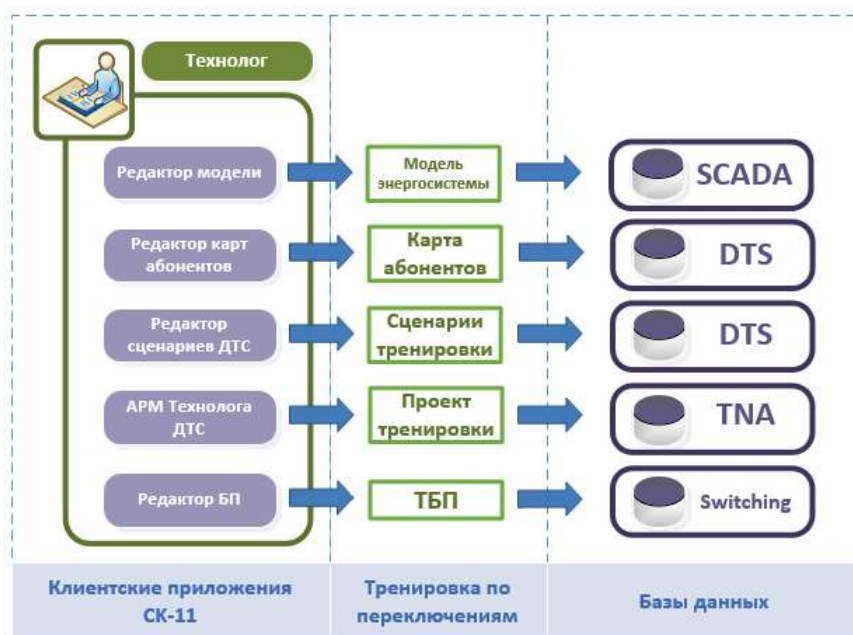 Технолог
Редактор модели
Модель
энергосистемы
SCADA
Редактор карт
абонентов
Карта
абонентов
DTS
Редактор
сценариев ДТС
Сценарии
тренировки
DTS
АРМ Технолога
ДТС
Проект
тренировки
TNA
Редактор БП
ТБП
Switching
Клиентские приложения
СК-11
Тренировка по
переключениям
Базы данных